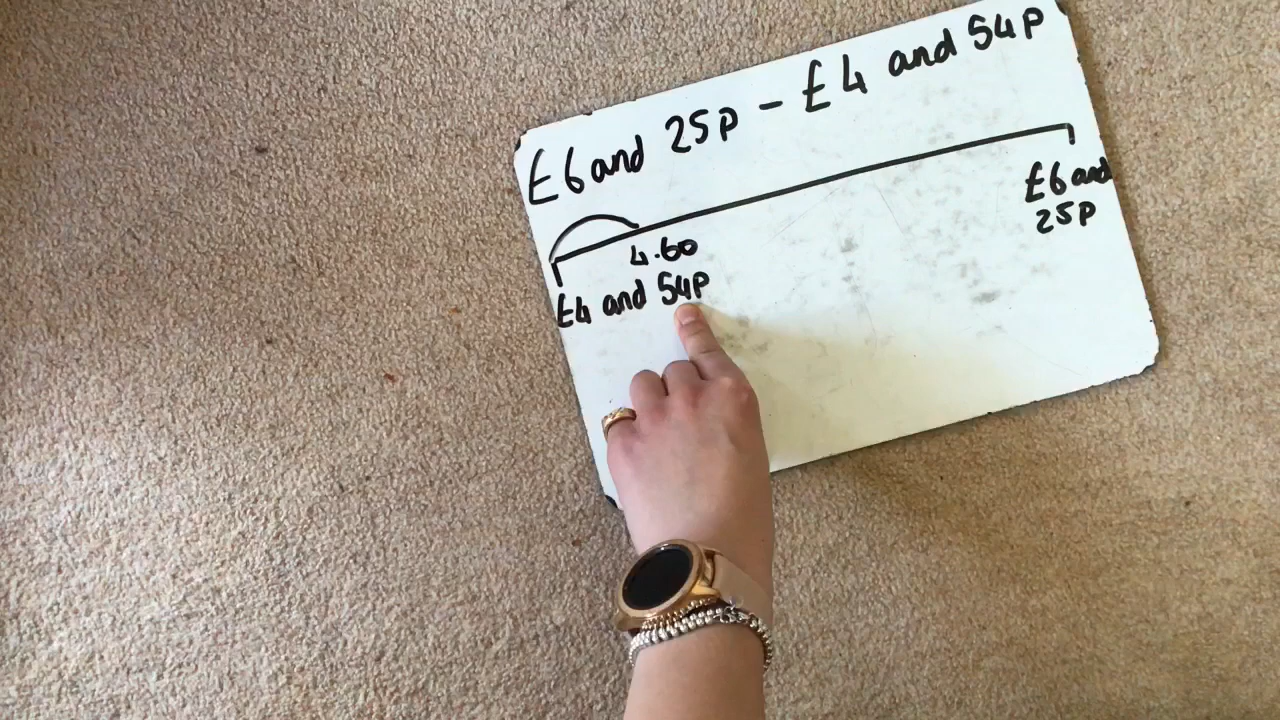 £6 and 25p - £4 and 54p
£6 and
25p
4.60
£4 and 54p